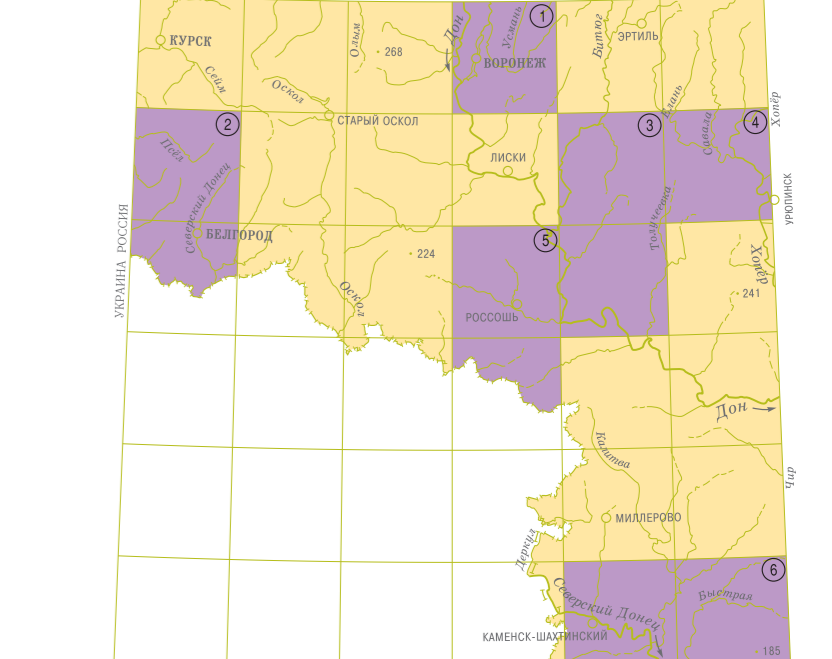 Дон
Усмань
1
Битюг
ЭРТИЛЬ
КУРСК
Олым
268
ВОРОНЕЖ
Сейм
Оскол
СТАРЫЙ ОСКОЛ
Елань
Хопёр
2
3
4
Савала
Псёл
ЛИСКИ
Северский Донец
Толучеевка
УРЮПИНСК
УКРАИНА РОССИЯ
БЕЛГОРОД
5
224
Хопёр
241
Оскол
РОССОШЬ
Дон
Калитва
Чир
МИЛЛЕРОВО
Деркул
6
Северский Донец
Быстрая
КАМЕНСК-ШАХТИНСКИЙ
185